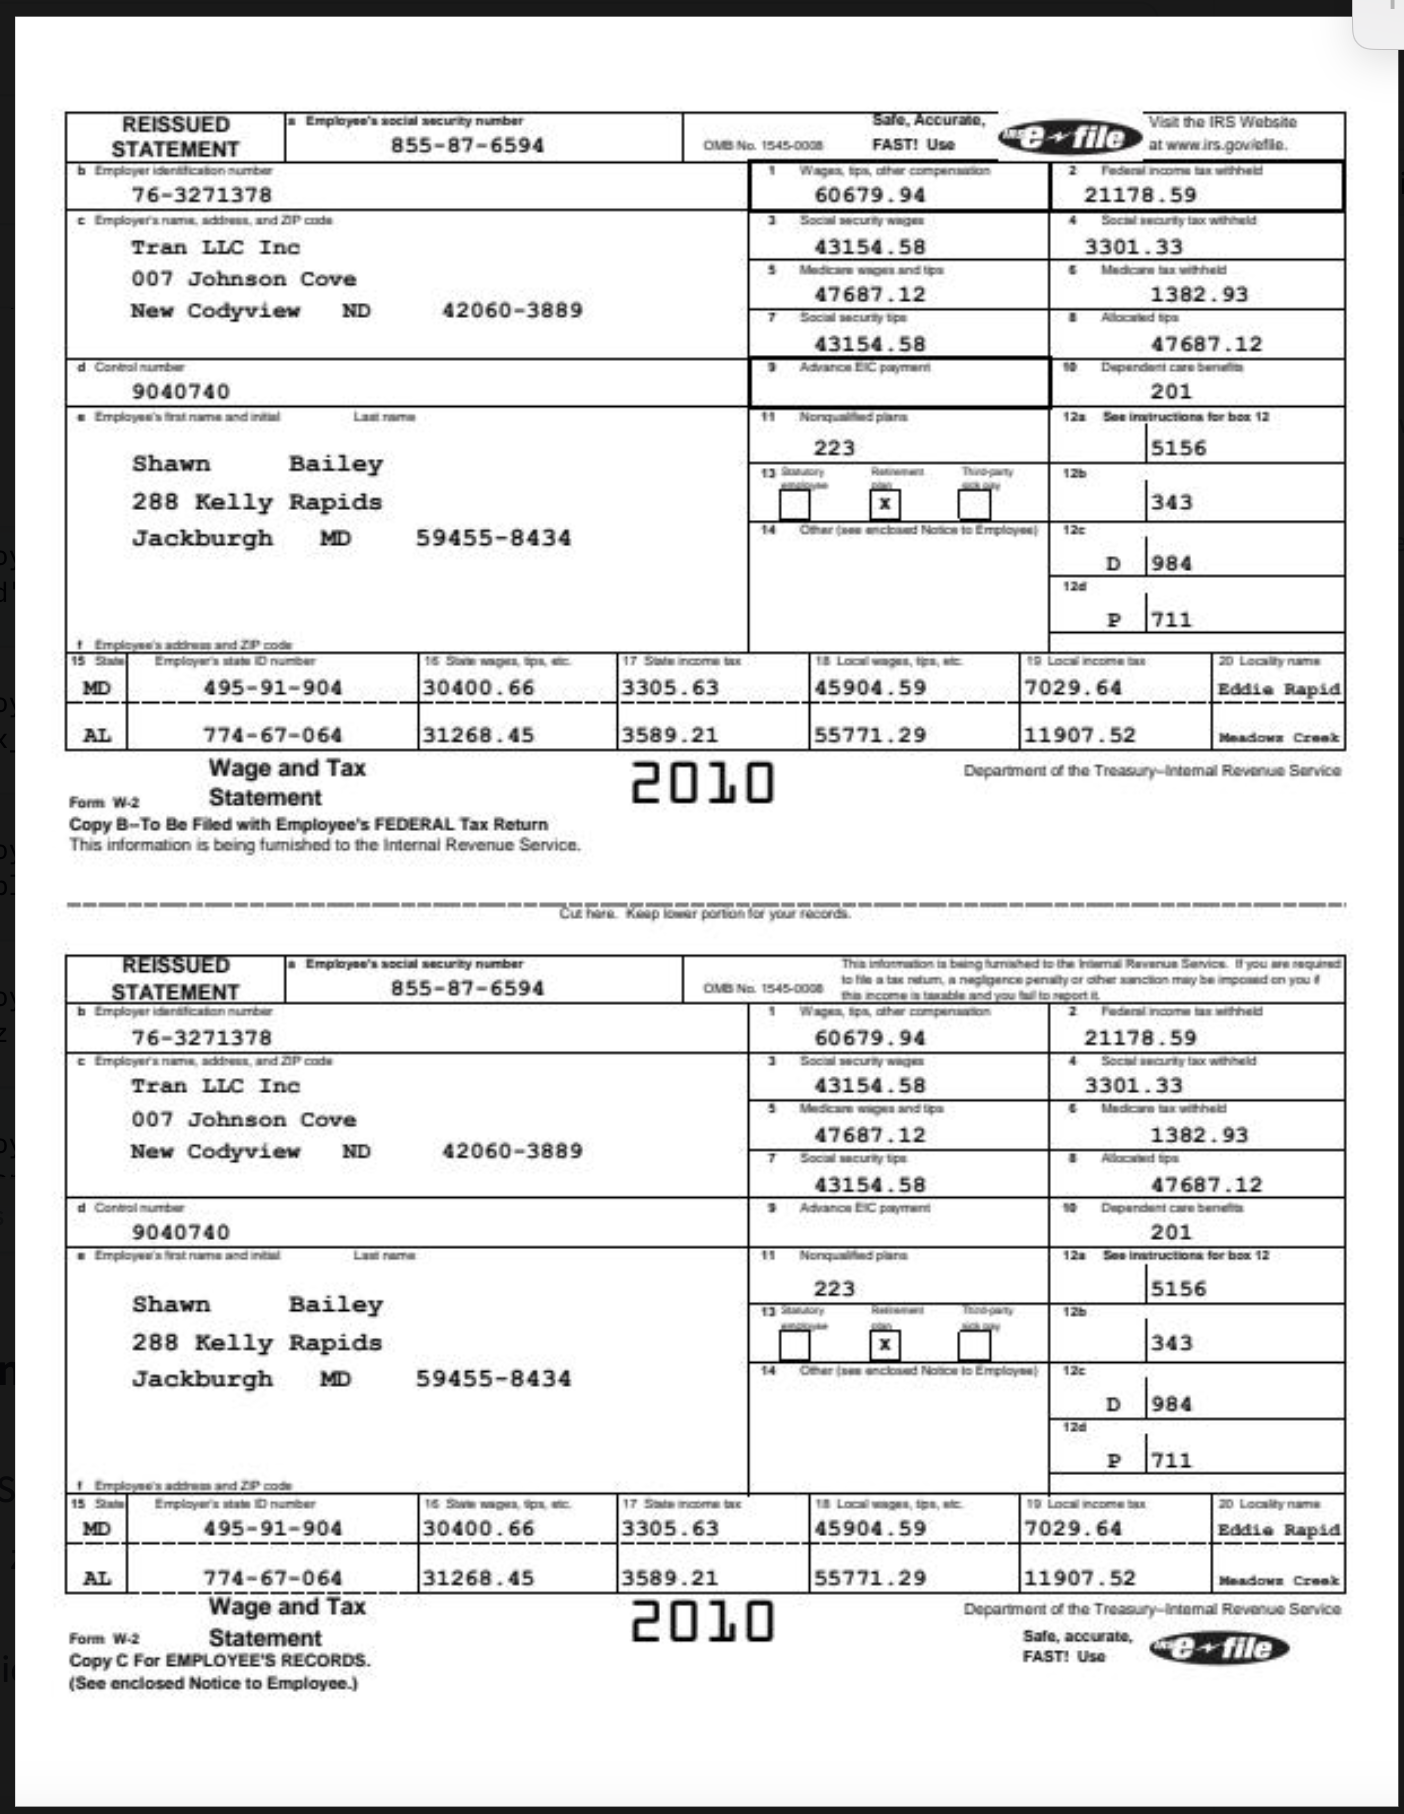 REISSUED STATEMENT
a Employee's social security number
855-87-6594
OMB No. 1545-0008
Safe, Accurate, FAST! Use
IRS e-file
Visit the IRS Website at www.irs.gov/efile.
b Employer identification number
76-3271378
1 Wages, tips, other compensation
60679.94
2 Federal income tax withheld
21178.59
c Employer's name, address, and ZIP code
Tran LLC Inc
007 Johnson Cove
New Codyview ND 42060-3889
3 Social security wages
43154.58
4 Social security tax withheld
3301.33
5 Medicare wages and tips
47687.12
6 Medicare tax withheld
1382.93
7 Social security tips
43154.58
8 Allocated tips
47687.12
d Control number
9040740
9 Advance EIC payment
10 Dependent care benefits
201
e Employee's first name and initial Last name
Shawn Bailey
288 Kelly Rapids
Jackburgh MD 59455-8434
f Employee's address and ZIP code
11 Nonqualified plans
223
12a See instructions for box 12
5156
13 Statutory employee Retirement plan Third-party sick pay
X
12b
343
14 Other (see enclosed Notice to Employee)
12c
D 984
12d
P 711
15 State Employer's state ID number 16 State wages, tips, etc. 17 State income tax 18 Local wages, tips, etc. 19 Local income tax 20 Locality name
MD 495-91-904 30400.66 3305.63 45904.59 7029.64 Eddie Rapid
AL 774-67-064 31268.45 3589.21 55771.29 11907.52 Meadows Creek
Form W-2 Wage and Tax Statement
2010
Department of the Treasury–Internal Revenue Service
Copy B–To Be Filed with Employee's FEDERAL Tax Return
This information is being furnished to the Internal Revenue Service.
Cut here. Keep lower portion for your records.
REISSUED STATEMENT
a Employee's social security number
855-87-6594
OMB No. 1545-0008
This information is being furnished to the Internal Revenue Service. If you are required
to file a tax return, a negligence penalty or other sanction may be imposed on you if
this income is taxable and you fail to report it.
b Employer identification number
76-3271378
1 Wages, tips, other compensation
60679.94
2 Federal income tax withheld
21178.59
c Employer's name, address, and ZIP code
Tran LLC Inc
007 Johnson Cove
New Codyview ND 42060-3889
3 Social security wages
43154.58
4 Social security tax withheld
3301.33
5 Medicare wages and tips
47687.12
6 Medicare tax withheld
1382.93
7 Social security tips
43154.58
8 Allocated tips
47687.12
d Control number
9040740
9 Advance EIC payment
10 Dependent care benefits
201
e Employee's first name and initial Last name
Shawn Bailey
288 Kelly Rapids
Jackburgh MD 59455-8434
f Employee's address and ZIP code
11 Nonqualified plans
223
12a See instructions for box 12
5156
13 Statutory employee Retirement plan Third-party sick pay
X
12b
343
14 Other (see enclosed Notice to Employee)
12c
D 984
12d
P 711
15 State Employer's state ID number 16 State wages, tips, etc. 17 State income tax 18 Local wages, tips, etc. 19 Local income tax 20 Locality name
MD 495-91-904 30400.66 3305.63 45904.59 7029.64 Eddie Rapid
AL 774-67-064 31268.45 3589.21 55771.29 11907.52 Meadows Creek
Form W-2 Wage and Tax Statement
2010
Department of the Treasury–Internal Revenue Service
Copy C For EMPLOYEE'S RECORDS.
(See enclosed Notice to Employee.)
Safe, accurate, FAST! Use
IRS e-file